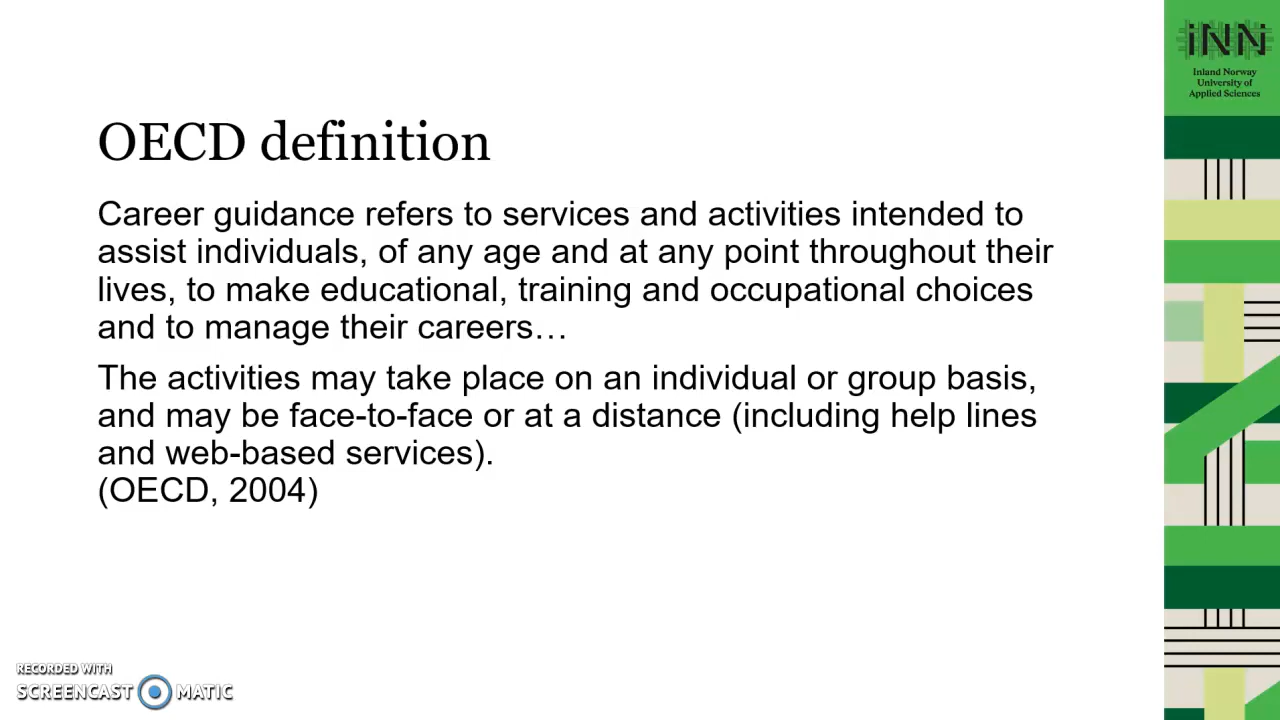 iNN
Inland Norway
University of
Applied Sciences
OECD definition
Career guidance refers to services and activities intended to
assist individuals, of any age and at any point throughout their
lives, to make educational, training and occupational choices
and to manage their careers…
The activities may take place on an individual or group basis,
and may be face-to-face or at a distance (including help lines
and web-based services).
(OECD, 2004)
RECORDED WITH
SCREENCAST MATIC